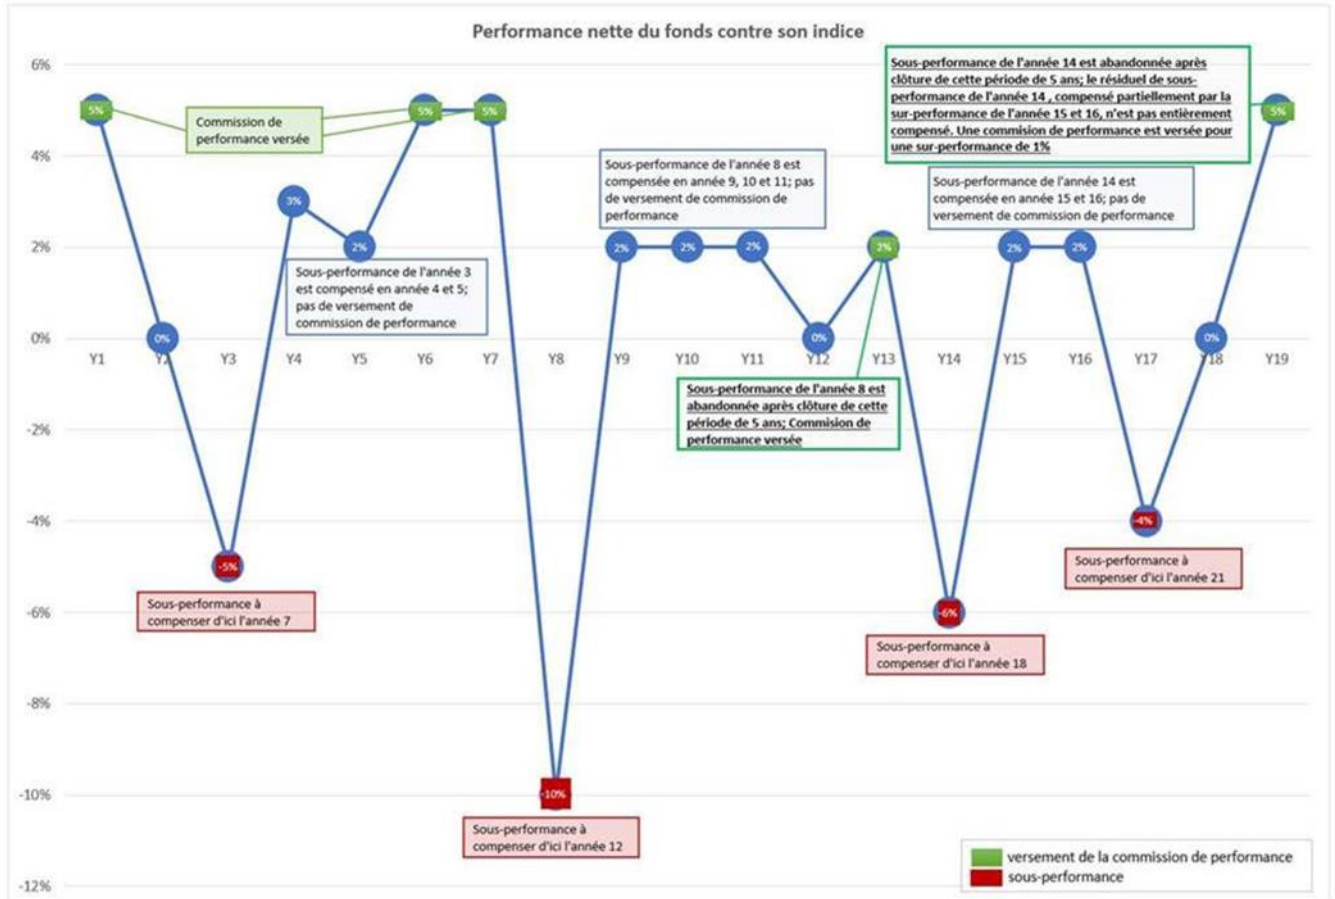 Performance nette du fonds contre son indice
6%
4%
2%
0%
-2%
-4%
-6%
-8%
-10%
-12%
5%
0%
-5%
3%
2%
5%
5%
-10%
2%
2%
2%
0%
2%
-6%
2%
2%
-4%
0%
5%
Y1
Y2
Y3
Y4
Y5
Y6
Y7
Y8
Y9
Y10
Y11
Y12
Y13
Y14
Y15
Y16
Y17
Y18
Y19
Commission de
performance versée
Sous-performance à
compenser d'ici l'année 7
Sous-performance de l'année 3
est compensé en année 4 et 5;
pas de versement de
commission de performance
Sous-performance à
compenser d'ici l'année 12
Sous-performance de l'année 8 est
compensée en année 9, 10 et 11; pas
de versement de commission de
performance
Sous-performance de l'année 8 est
abandonnée après clôture de cette
période de 5 ans; Commision de
performance versée
Sous-performance de l'année 14 est abandonnée après
clôture de cette période de 5 ans; le résiduel de sous-
performance de l'année 14 , compensé partiellement par la
sur-performance de l'année 15 et 16, n'est pas entièrement
compensé. Une commision de performance est versée pour
une sur-performance de 1%
Sous-performance de l'année 14 est
compensée en année 15 et 16; pas de
versement de commission de performance
Sous-performance à
compenser d'ici l'année 18
Sous-performance à
compenser d'ici l'année 21
versement de la commission de performance
sous-performance